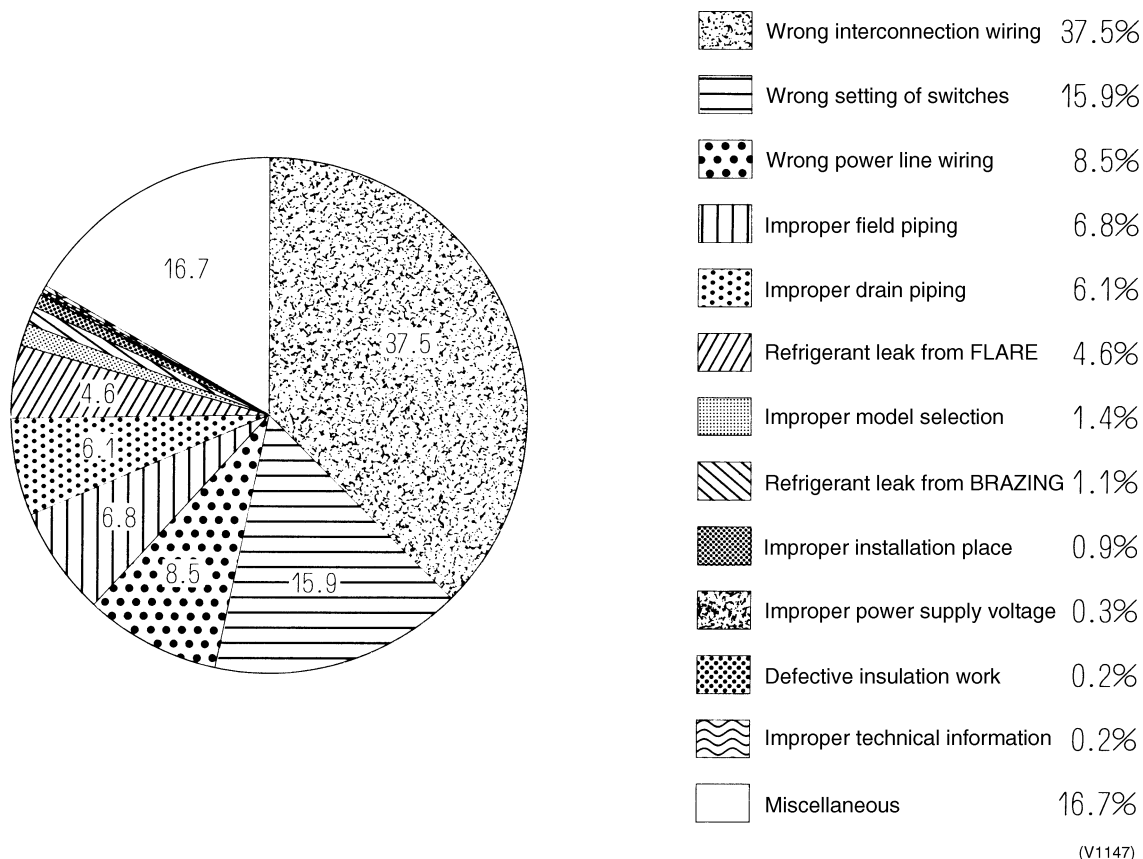 Wrong interconnection wiring 37.5%
Wrong setting of switches 15.9%
Wrong power line wiring 8.5%
Improper field piping 6.8%
Improper drain piping 6.1%
Refrigerant leak from FLARE 4.6%
Improper model selection 1.4%
Refrigerant leak from BRAZING 1.1%
Improper installation place 0.9%
Improper power supply voltage 0.3%
Defective insulation work 0.2%
Improper technical information 0.2%
Miscellaneous 16.7%
16.7
37.5
4.6
6.1
6.8
8.5
15.9
(V1147)